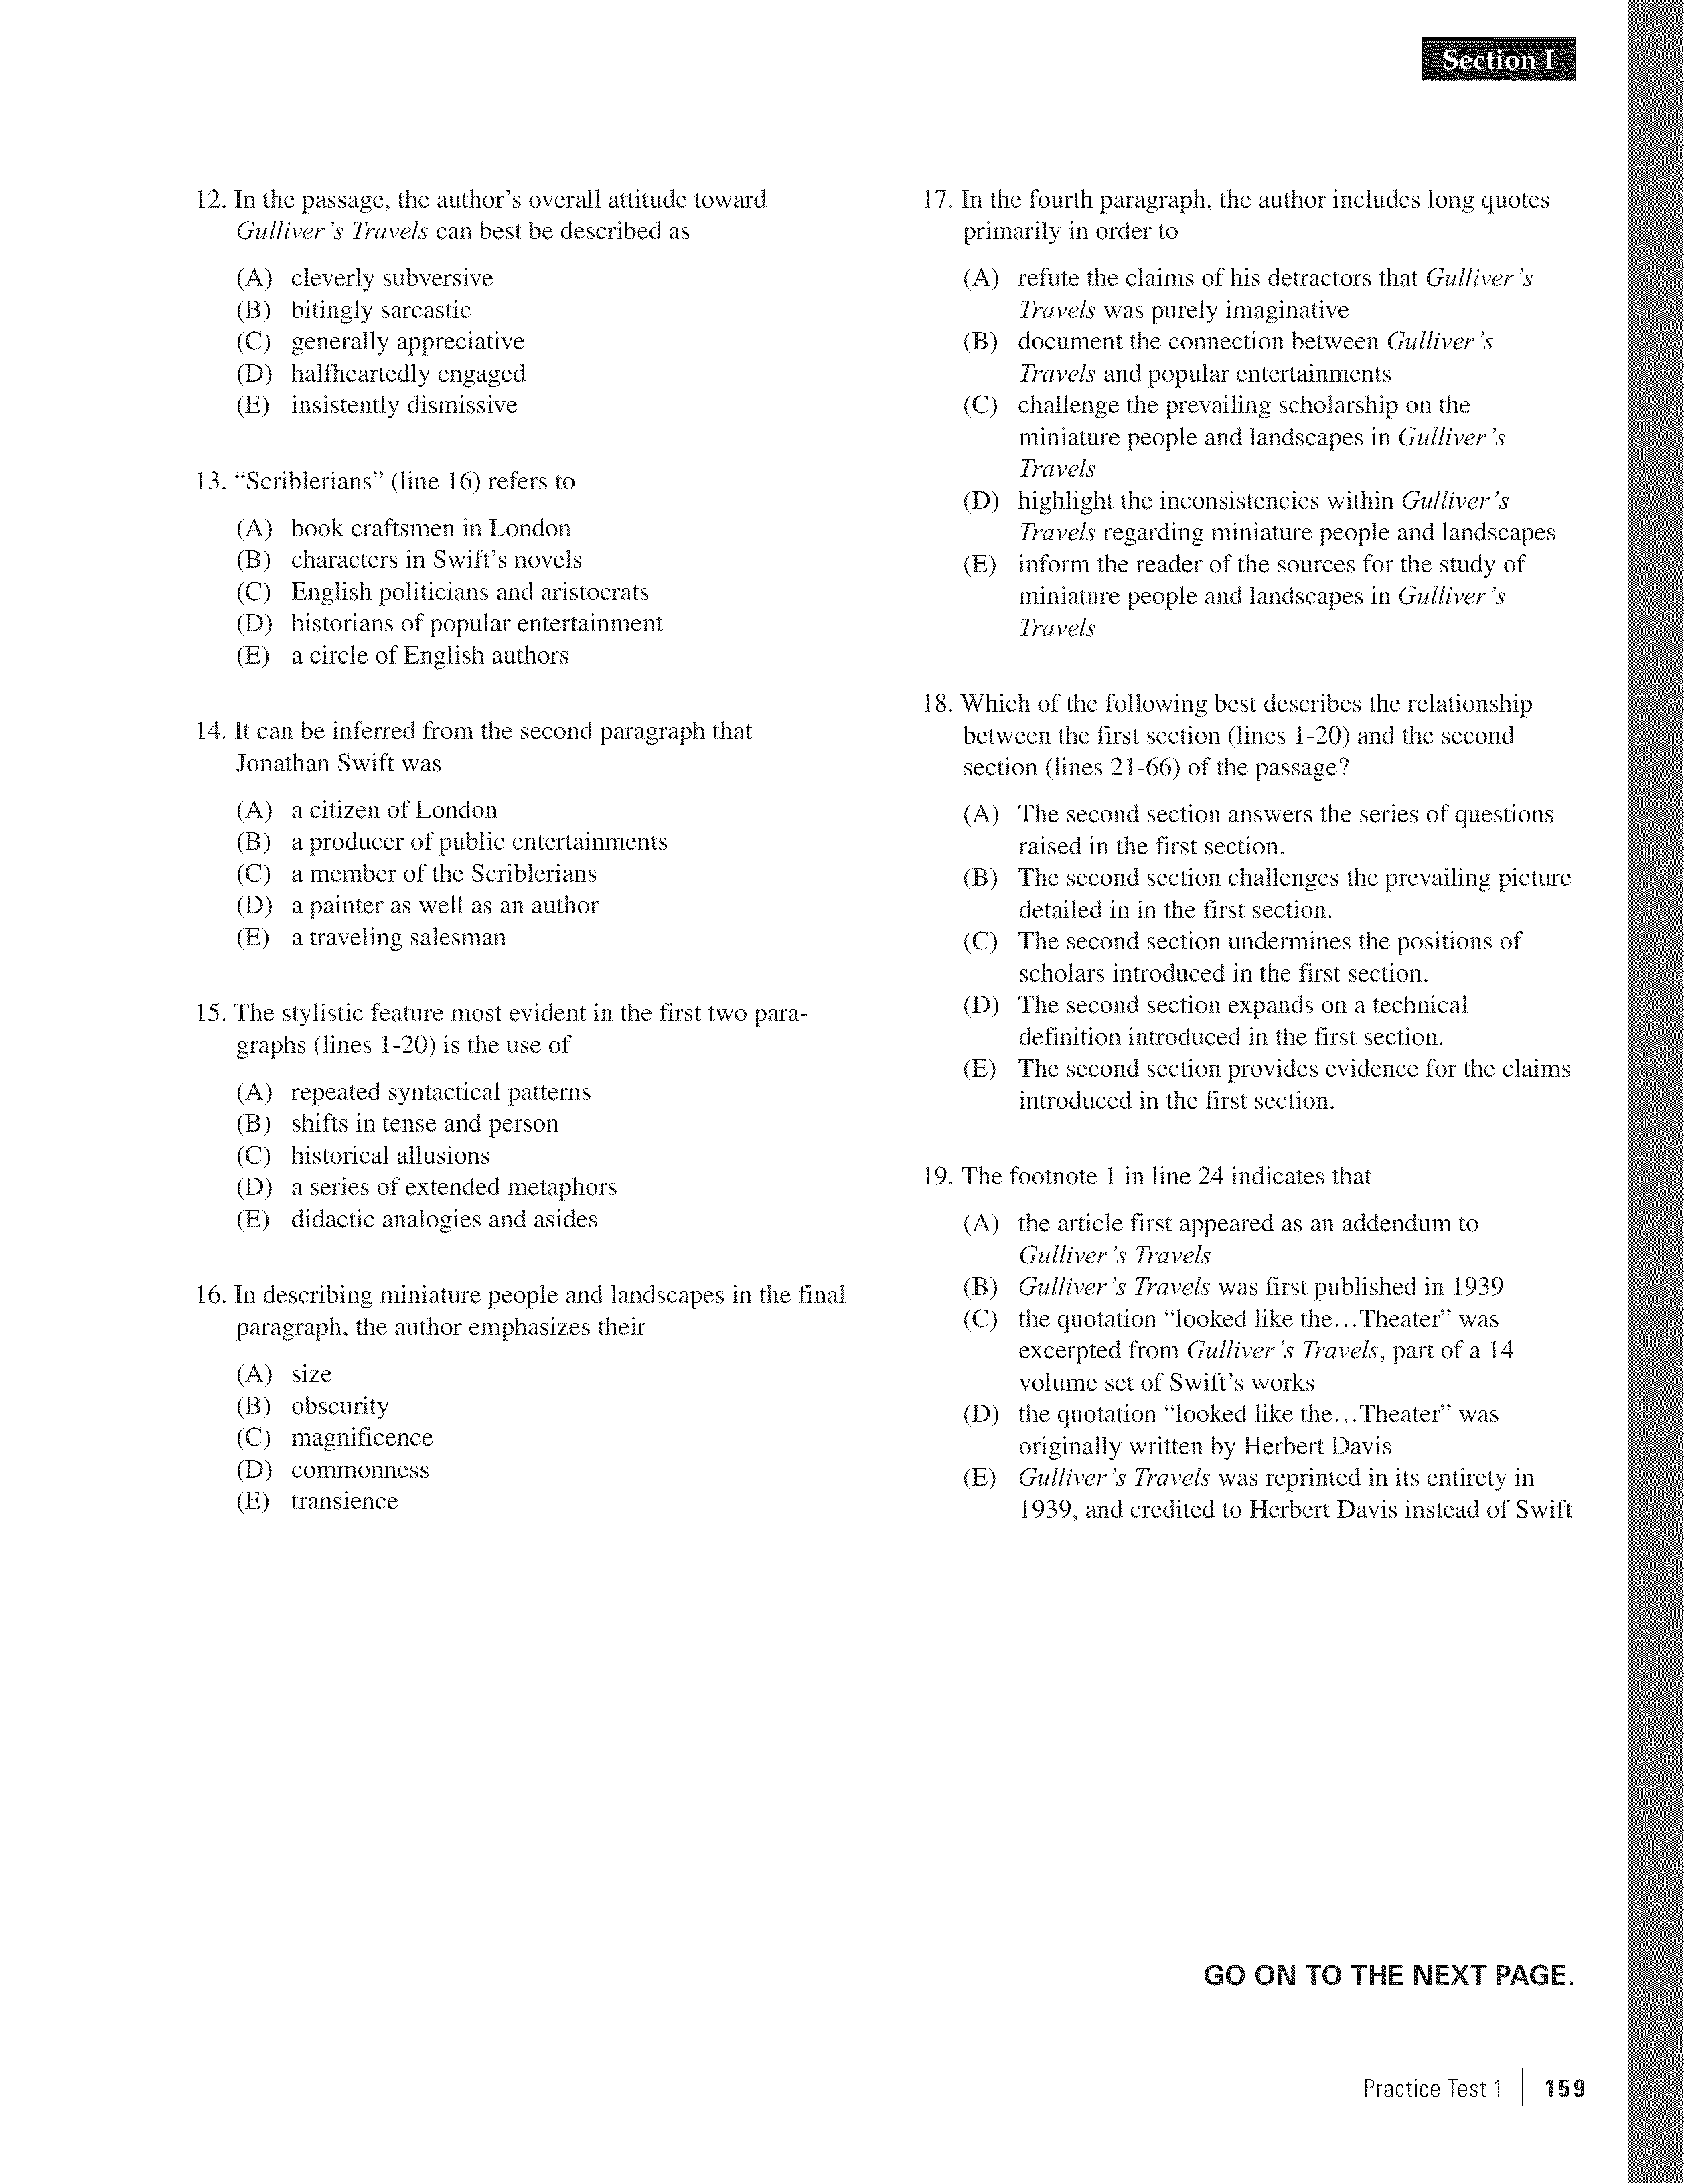 Section I
12. In the passage, the author's overall attitude toward
Gulliver's Travels can best be described as
(A) cleverly subversive
(B) bitingly sarcastic
(C) generally appreciative
(D) halfheartedly engaged
(E) insistently dismissive
13. “Scriblerians” (line 16) refers to
(A) book craftsmen in London
(B) characters in Swift's novels
(C) English politicians and aristocrats
(D) historians of popular entertainment
(E) a circle of English authors
14. It can be inferred from the second paragraph that
Jonathan Swift was
(A) a citizen of London
(B) a producer of public entertainments
(C) a member of the Scriblerians
(D) a painter as well as an author
(E) a traveling salesman
15. The stylistic feature most evident in the first two para-
graphs (lines 1-20) is the use of
(A) repeated syntactical patterns
(B) shifts in tense and person
(C) historical allusions
(D) a series of extended metaphors
(E) didactic analogies and asides
16. In describing miniature people and landscapes in the final
paragraph, the author emphasizes their
(A) size
(B) obscurity
(C) magnificence
(D) commonness
(E) transience
17. In the fourth paragraph, the author includes long quotes
primarily in order to
(A) refute the claims of his detractors that Gulliver's
Travels was purely imaginative
(B) document the connection between Gulliver's
Travels and popular entertainments
(C) challenge the prevailing scholarship on the
miniature people and landscapes in Gulliver's
Travels
(D) highlight the inconsistencies within Gulliver's
Travels regarding miniature people and landscapes
(E) inform the reader of the sources for the study of
miniature people and landscapes in Gulliver's
Travels
18. Which of the following best describes the relationship
between the first section (lines 1-20) and the second
section (lines 21-66) of the passage?
(A) The second section answers the series of questions
raised in the first section.
(B) The second section challenges the prevailing picture
detailed in in the first section.
(C) The second section undermines the positions of
scholars introduced in the first section.
(D) The second section expands on a technical
definition introduced in the first section.
(E) The second section provides evidence for the claims
introduced in the first section.
19. The footnote 1 in line 24 indicates that
(A) the article first appeared as an addendum to
Gulliver's Travels
(B) Gulliver's Travels was first published in 1939
(C) the quotation “looked like the...Theater” was
excerpted from Gulliver's Travels, part of a 14
volume set of Swift's works
(D) the quotation “looked like the...Theater” was
originally written by Herbert Davis
(E) Gulliver's Travels was reprinted in its entirety in
1939, and credited to Herbert Davis instead of Swift
GO ON TO THE NEXT PAGE.
Practice Test 1 | 159